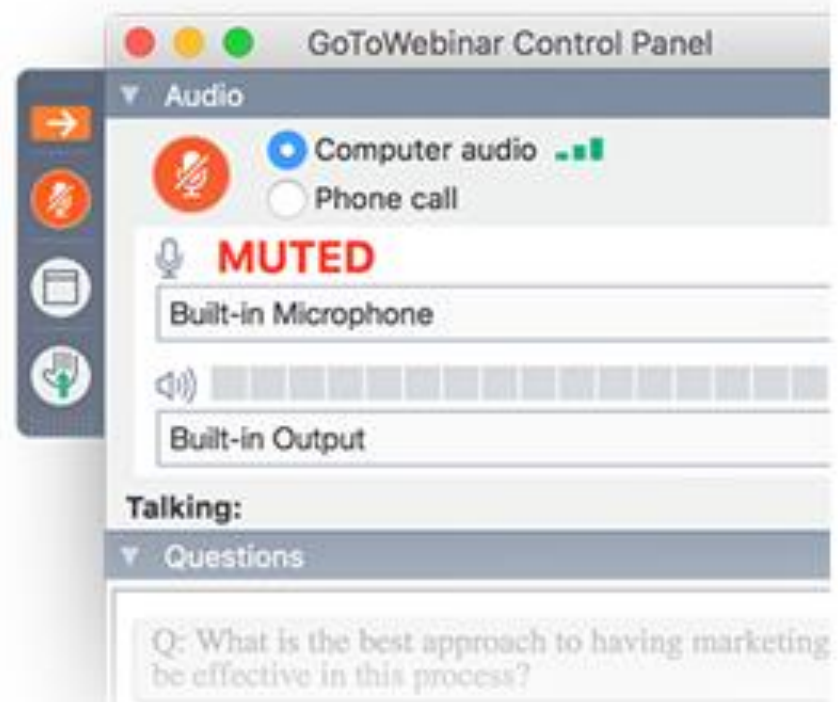 GoToWebinar Control Panel
Audio
Computer audio
Phone call
MUTED
Built-in Microphone
Built-in Output
Talking:
Questions
Q: What is the best approach to having marketing
be effective in this process?